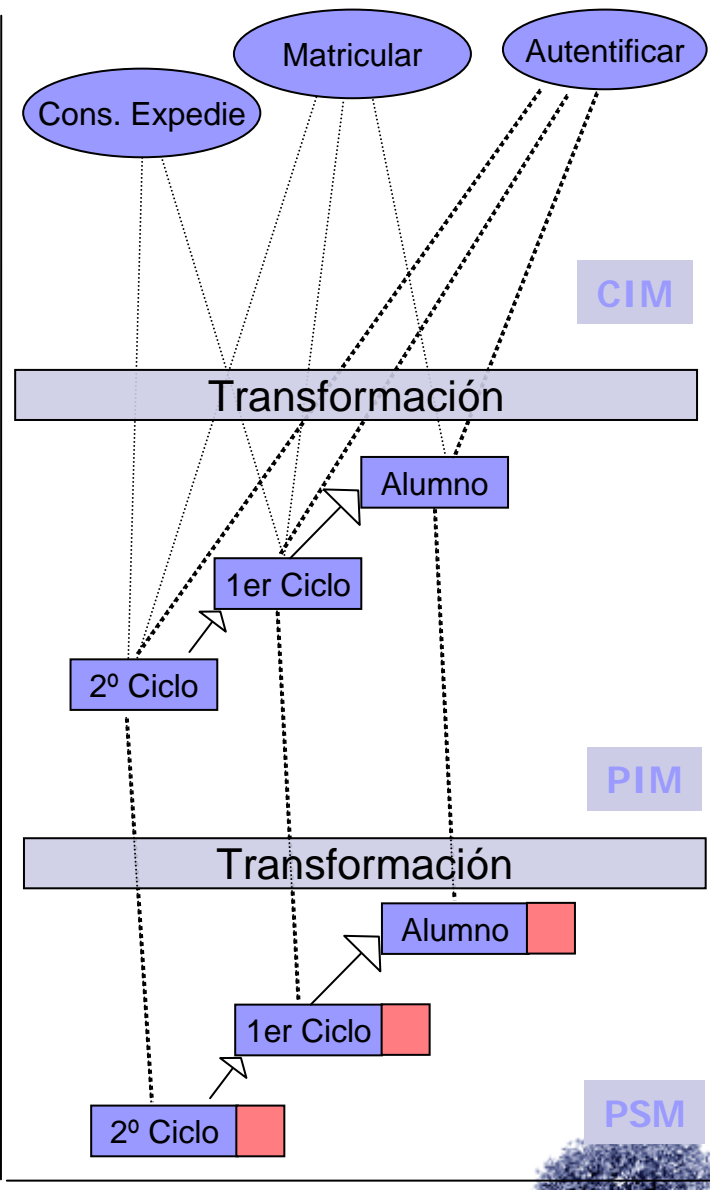 Matricular
Autentificar
Cons. Expedie
CIM
Transformación
Alumno
1er Ciclo
2º Ciclo
PIM
Transformación
Alumno
1er Ciclo
2º Ciclo
PSM